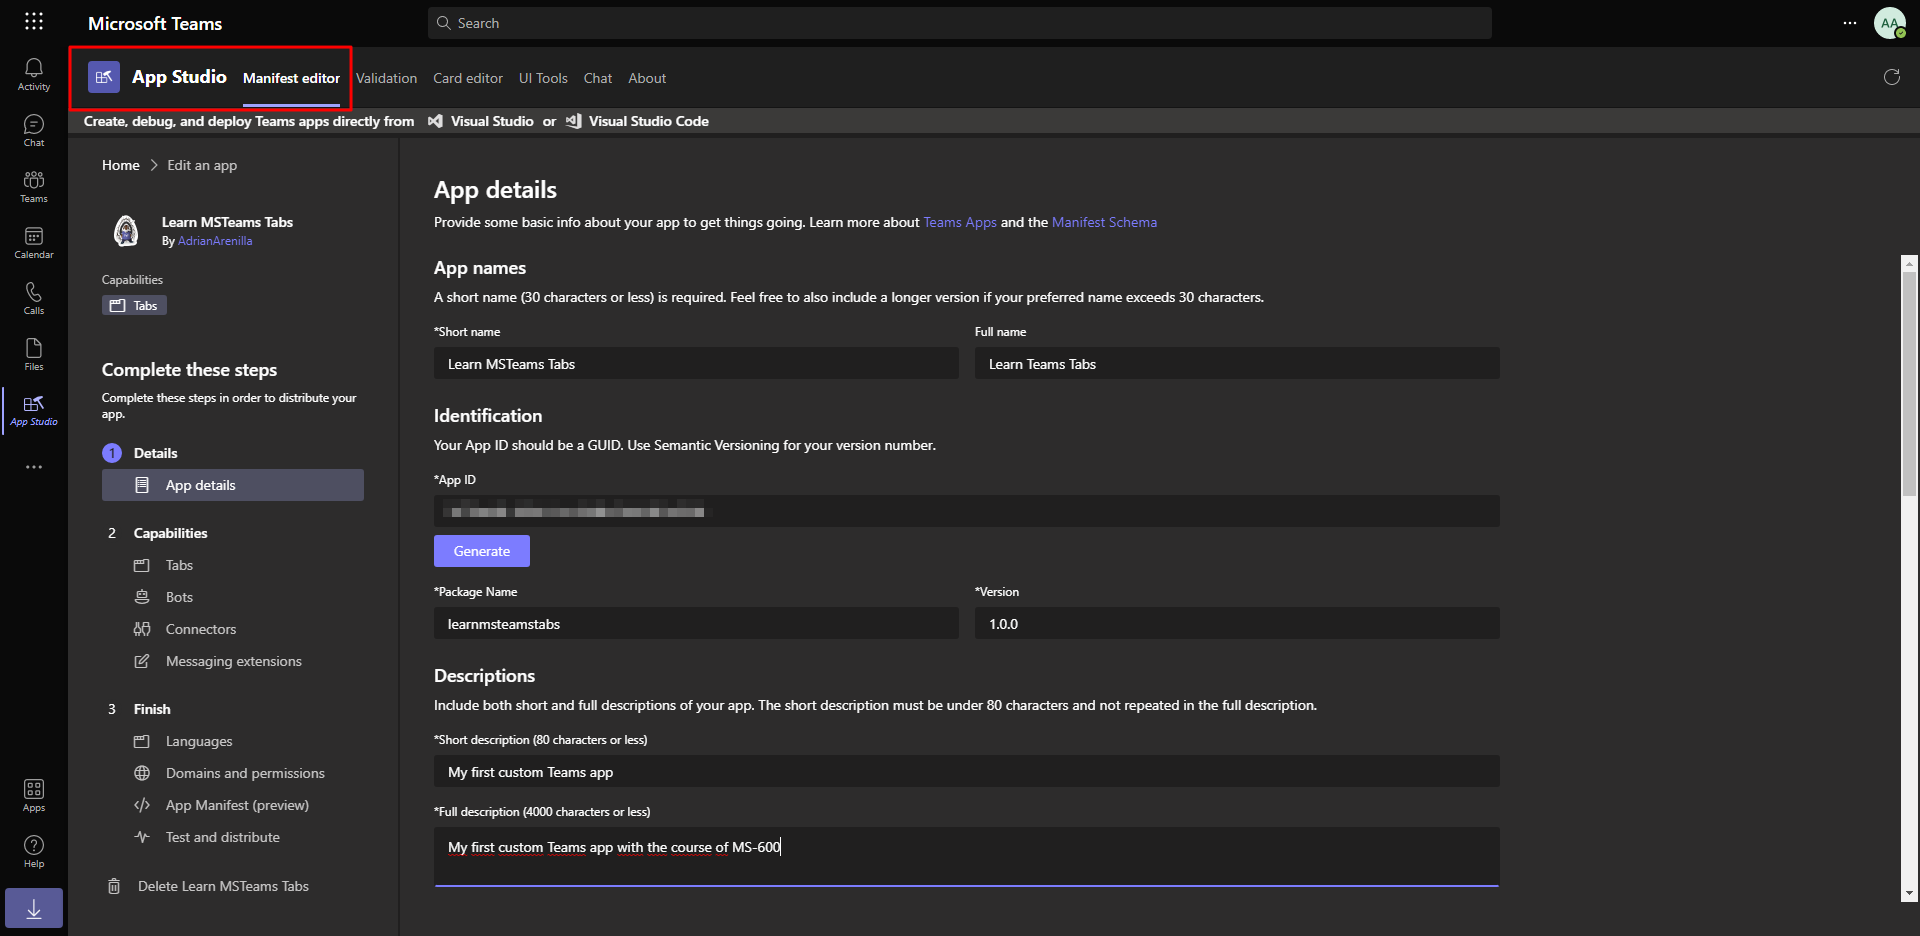 Microsoft Teams
Search
AA
App Studio Manifest editor Validation Card editor UI Tools Chat About
Create, debug, and deploy Teams apps directly from Visual Studio or Visual Studio Code
Activity
Chat
Teams
Calendar
Calls
Files
App Studio
Apps
Help
Home Edit an app
Learn MSTeams Tabs
By AdrianArenilla
Capabilities
Tabs
Complete these steps
Complete these steps in order to distribute your
app.
1 Details
App details
2 Capabilities
Tabs
Bots
Connectors
Messaging extensions
3 Finish
Languages
Domains and permissions
App Manifest (preview)
Test and distribute
Delete Learn MSTeams Tabs
App details
Provide some basic info about your app to get things going. Learn more about Teams Apps and the Manifest Schema
App names
A short name (30 characters or less) is required. Feel free to also include a longer version if your preferred name exceeds 30 characters.
*Short name Full name
Learn MSTeams Tabs Learn Teams Tabs
Identification
Your App ID should be a GUID. Use Semantic Versioning for your version number.
*App ID
Generate
*Package Name *Version
learnmsteamstabs 1.0.0
Descriptions
Include both short and full descriptions of your app. The short description must be under 80 characters and not repeated in the full description.
*Short description (80 characters or less)
My first custom Teams app
*Full description (4000 characters or less)
My first custom Teams app with the course of MS-600